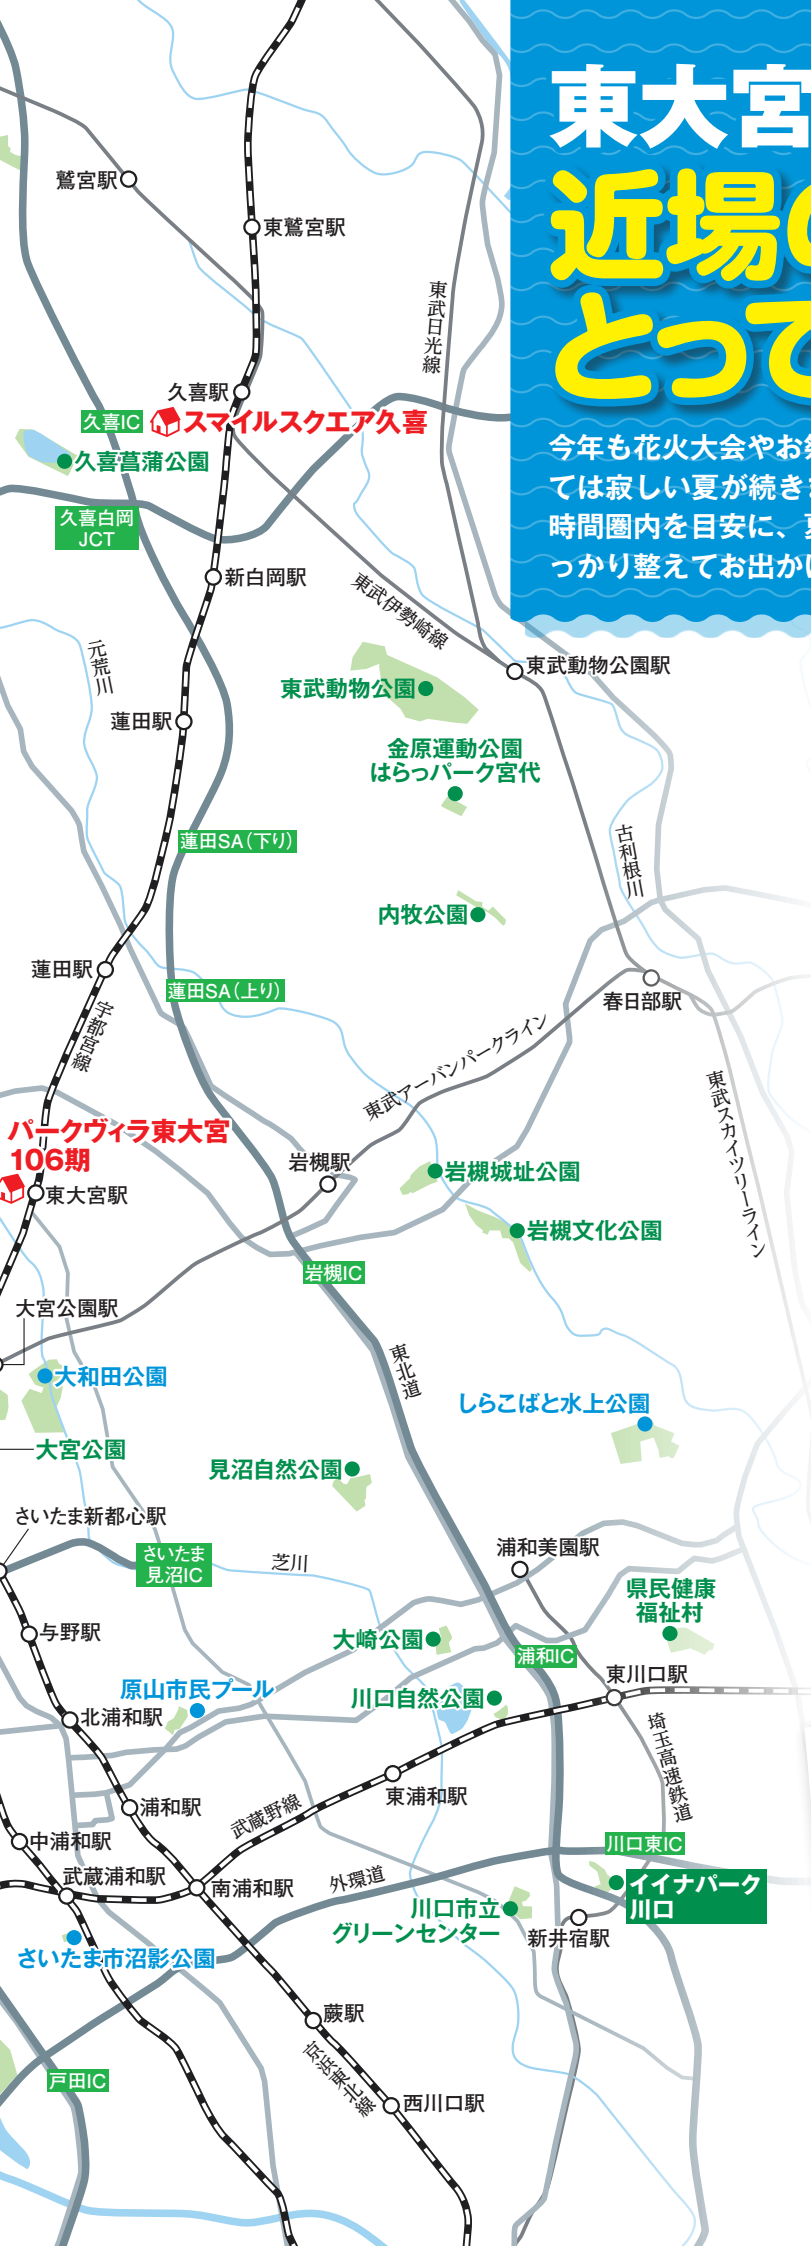 東大宮
近場の
とって
今年も花火大会やお祭
ては寂しい夏が続きま
時間圏内を目安に、夏
っかり整えてお出かけ
鷲宮駅
東鷲宮駅
東武日光線
久喜駅
久喜IC
スマイルスクエア久喜
久喜菖蒲公園
久喜白岡
JCT
新白岡駅
東武伊勢崎線
元荒川
東武動物公園駅
東武動物公園
蓮田駅
金原運動公園
はらっパーク宮代
古利根川
蓮田SA(下り)
内牧公園
蓮田駅
蓮田SA(上り)
春日部駅
宇都宮線
東武アーバンパークライン
東武スカイツリーライン
パークヴィラ東大宮
106期
岩槻駅
岩槻城址公園
東大宮駅
岩槻文化公園
岩槻IC
大宮公園駅
東北道
大和田公園
しらこばと水上公園
大宮公園
見沼自然公園
さいたま新都心駅
さいたま
見沼IC
芝川
浦和美園駅
県民健康
福祉村
与野駅
大崎公園
浦和IC
東川口駅
原山市民プール
川口自然公園
北浦和駅
埼玉高速鉄道
東浦和駅
浦和駅
武蔵野線
中浦和駅
川口東IC
武蔵浦和駅
南浦和駅
外環道
イイナパーク
川口
川口市立
グリーンセンター
新井宿駅
さいたま市沼影公園
蕨駅
京浜東北線
戸田IC
西川口駅